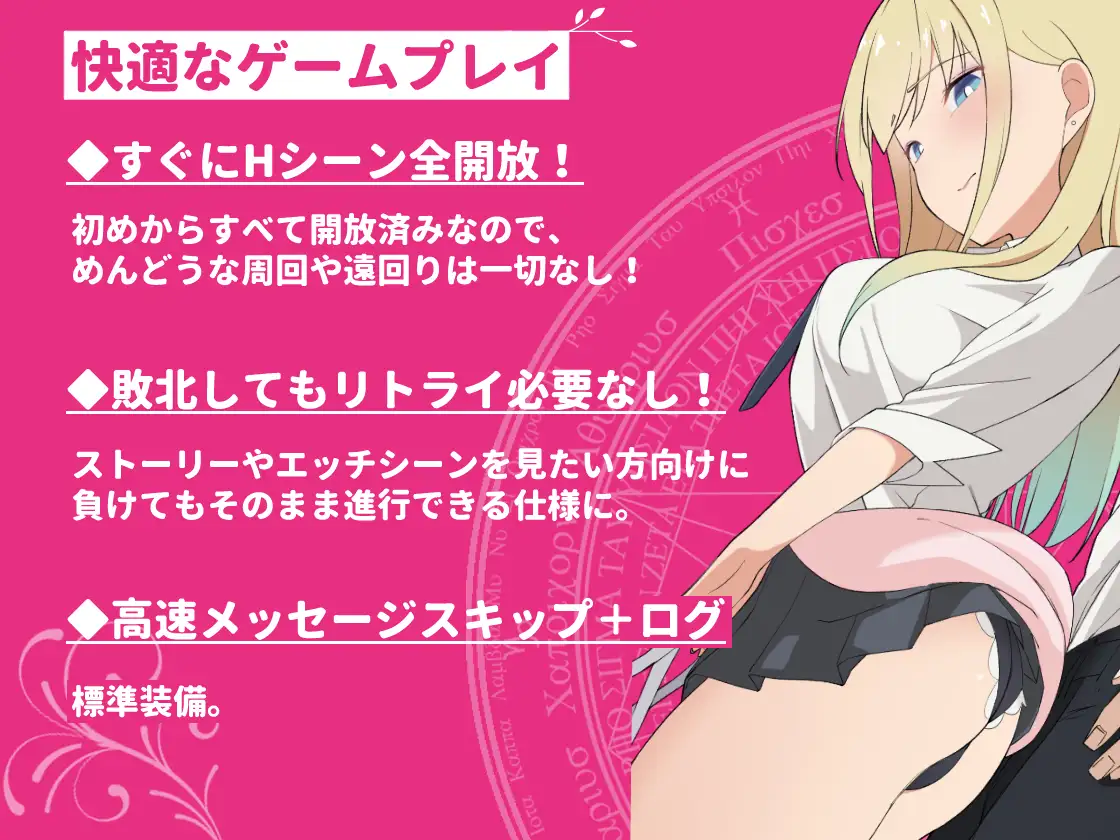 快適なゲームプレイ
◆すぐにHシーン全開放！
初めからすべて開放済みなので、
めんどうな周回や遠回りは一切なし！
◆敗北してもリトライ必要なし！
ストーリーやエッチシーンを見たい方向けに
負けてもそのまま進行できる仕様に。
◆高速メッセージスキップ＋ログ
標準装備。